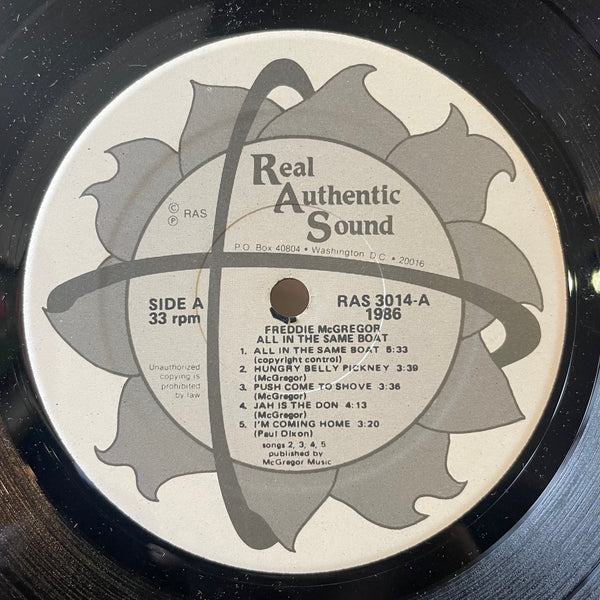 Real
Authentic
Sound
© RAS
℗
P.O. Box 40804 • Washington D.C. • 20016
SIDE A
33 rpm
RAS 3014-A
1986
FREDDIE McGREGOR
ALL IN THE SAME BOAT
1. ALL IN THE SAME BOAT 5:33
(copyright control)
2. HUNGRY BELLY PICKNEY 3:39
(McGregor)
3. PUSH COME TO SHOVE 3:36
(McGregor)
4. JAH IS THE DON 4:13
(McGregor)
5. I'M COMING HOME 3:20
(Paul Dixon)
songs 2, 3, 4, 5
published by
McGregor Music
Unauthorized
copying is
prohibited
by law